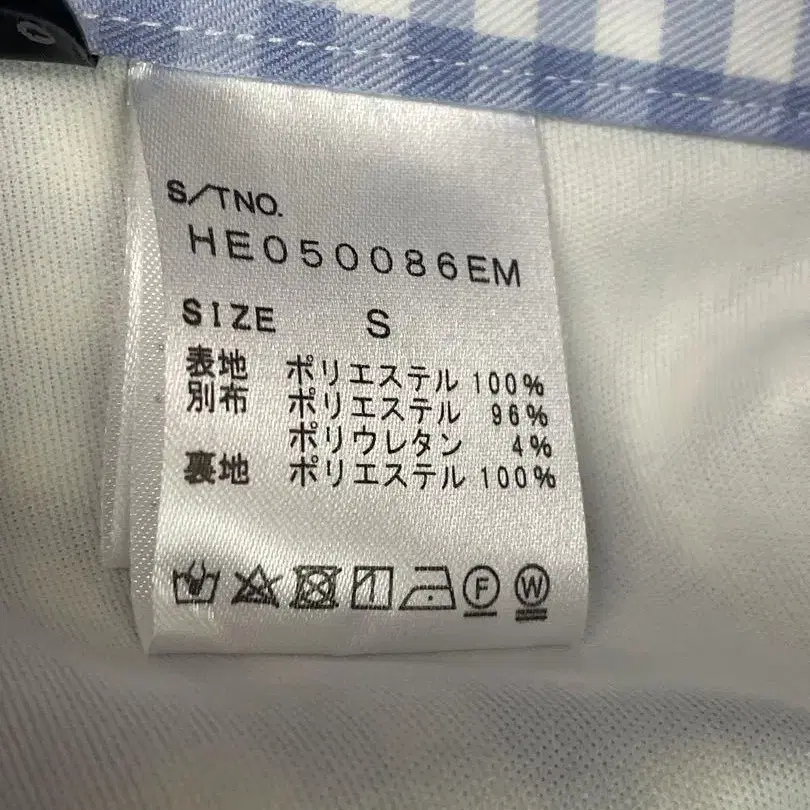 S/TNO.
HE050086EM
SIZE S
表地 ポリエステル 100%
別布 ポリエステル 96%
ポリウレタン 4%
裏地 ポリエステル 100%
F W